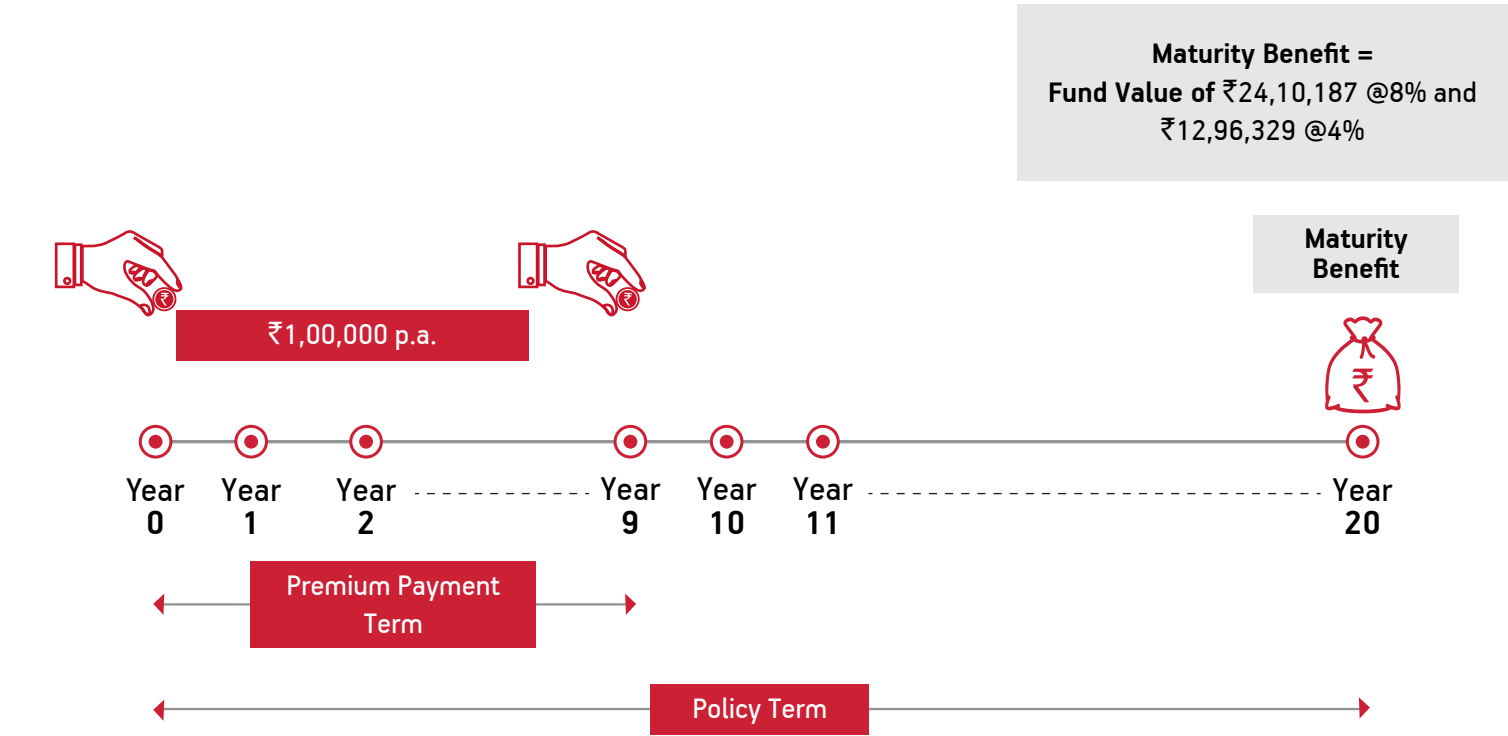 Maturity Benefit =
Fund Value of ₹24,10,187 @8% and
₹12,96,329 @4%
Maturity
Benefit
₹
₹
₹1,00,000 p.a.
₹
Year
0
Year
1
Year
2
Year
9
Year
10
Year
11
Year
20
Premium Payment
Term
Policy Term